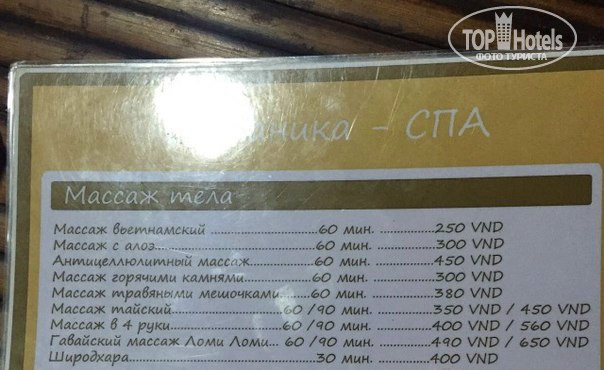 TOP Hotels
ФОТО ТУРИСТА
- СПА
Массаж тела
Массаж вьетнамский ........................60 мин. .............250 VND
Массаж с алоэ...................................60 мин. .............300 VND
Антицеллюлитный массаж..............60 мин. .............450 VND
Массаж горячими камнями..............60 мин. .............300 VND
Массаж травяными мешочками.......60 мин. .............380 VND
Массаж тайский........................60 /90 мин. .............350 VND / 450 VND
Массаж в 4 руки........................60 /90 мин. .............400 VND / 560 VND
Гавайский массаж Ломи Ломи... 60 /90 мин. .............490 VND / 650 VND
Широдхара.......................................30 мин. .............400 VND